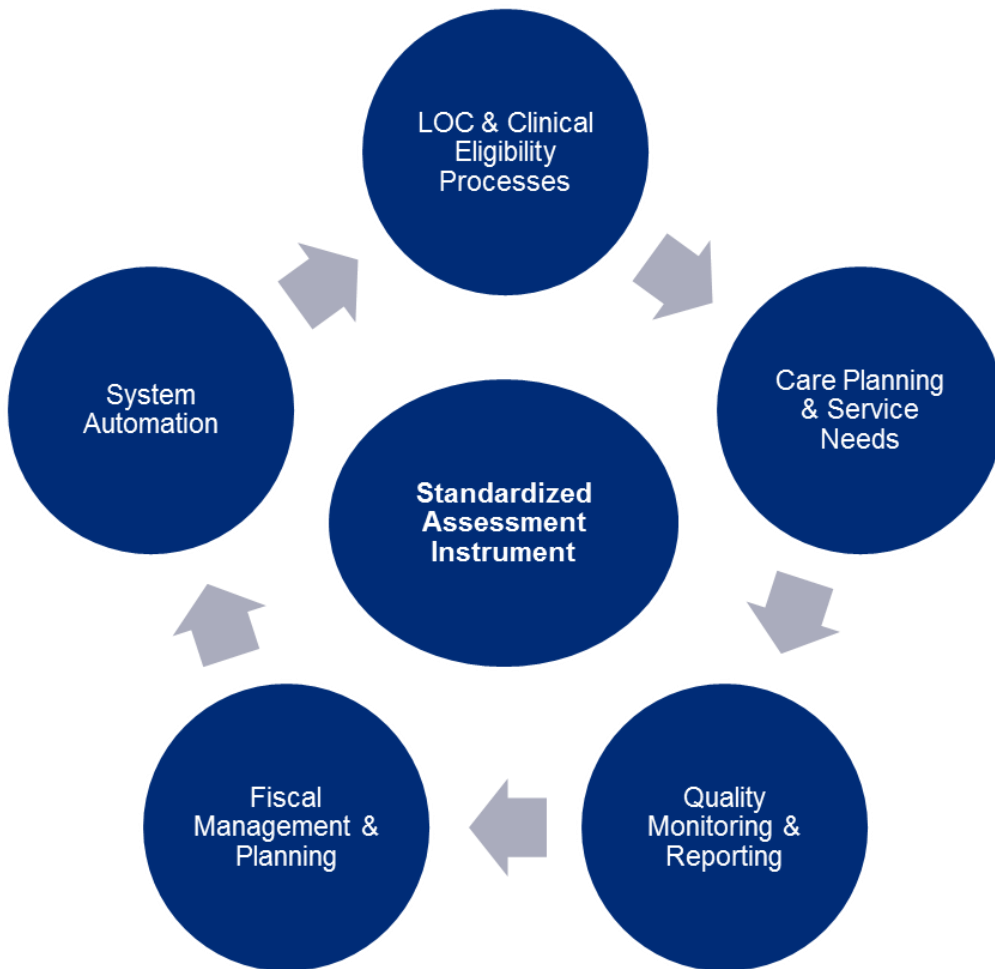 LOC & Clinical
Eligibility
Processes
Care Planning
& Service
Needs
Quality
Monitoring &
Reporting
Fiscal
Management &
Planning
System
Automation
Standardized
Assessment
Instrument